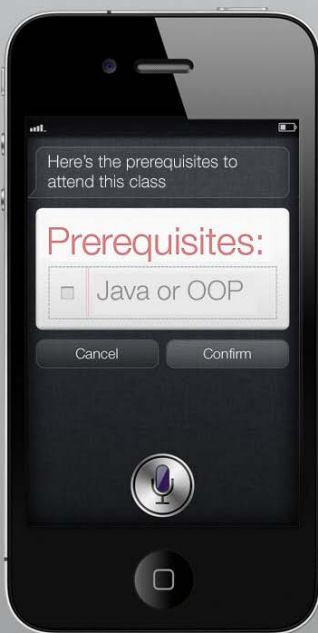 Here's the prerequisites to
attend this class
Prerequisites:
Java or OOP
Cancel
Confirm